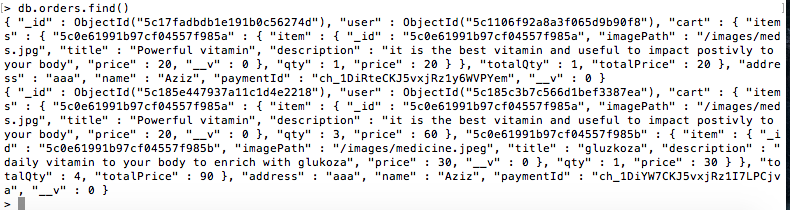 > db.orders.find()
{ "_id" : ObjectId("5c17fadbdb1e191b0c56274d"), "user" : ObjectId("5c1106f92a8a3f065d9b90f8"), "cart" : { "item
s" : { "5c0e61991b97cf04557f985a" : { "item" : { "_id" : "5c0e61991b97cf04557f985a", "imagePath" : "/images/med
s.jpg", "title" : "Powerful vitamin", "description" : "it is the best vitamin and useful to impact postivly to
your body", "price" : 20, "__v" : 0 }, "qty" : 1, "price" : 20 } }, "totalQty" : 1, "totalPrice" : 20 }, "addre
ss" : "aaa", "name" : "Aziz", "paymentId" : "ch_1DiRteCKJ5vxjRz1y6WVPYem", "__v" : 0 }
{ "_id" : ObjectId("5c185e447937a11c1d4e2218"), "user" : ObjectId("5c185c3b7c566d1bef3387ea"), "cart" : { "item
s" : { "5c0e61991b97cf04557f985a" : { "item" : { "_id" : "5c0e61991b97cf04557f985a", "imagePath" : "/images/med
s.jpg", "title" : "Powerful vitamin", "description" : "it is the best vitamin and useful to impact postivly to
your body", "price" : 20, "__v" : 0 }, "qty" : 3, "price" : 60 }, "5c0e61991b97cf04557f985b" : { "item" : { "_i
d" : "5c0e61991b97cf04557f985b", "imagePath" : "/images/medicine.jpeg", "title" : "gluzkoza", "description" : "
daily vitamin to your body to enrich with glukoza", "price" : 30, "__v" : 0 }, "qty" : 1, "price" : 30 } }, "to
talQty" : 4, "totalPrice" : 90 }, "address" : "aaa", "name" : "Aziz", "paymentId" : "ch_1DiYW7CKJ5vxjRz1I7LPCjv
a", "__v" : 0 }
>